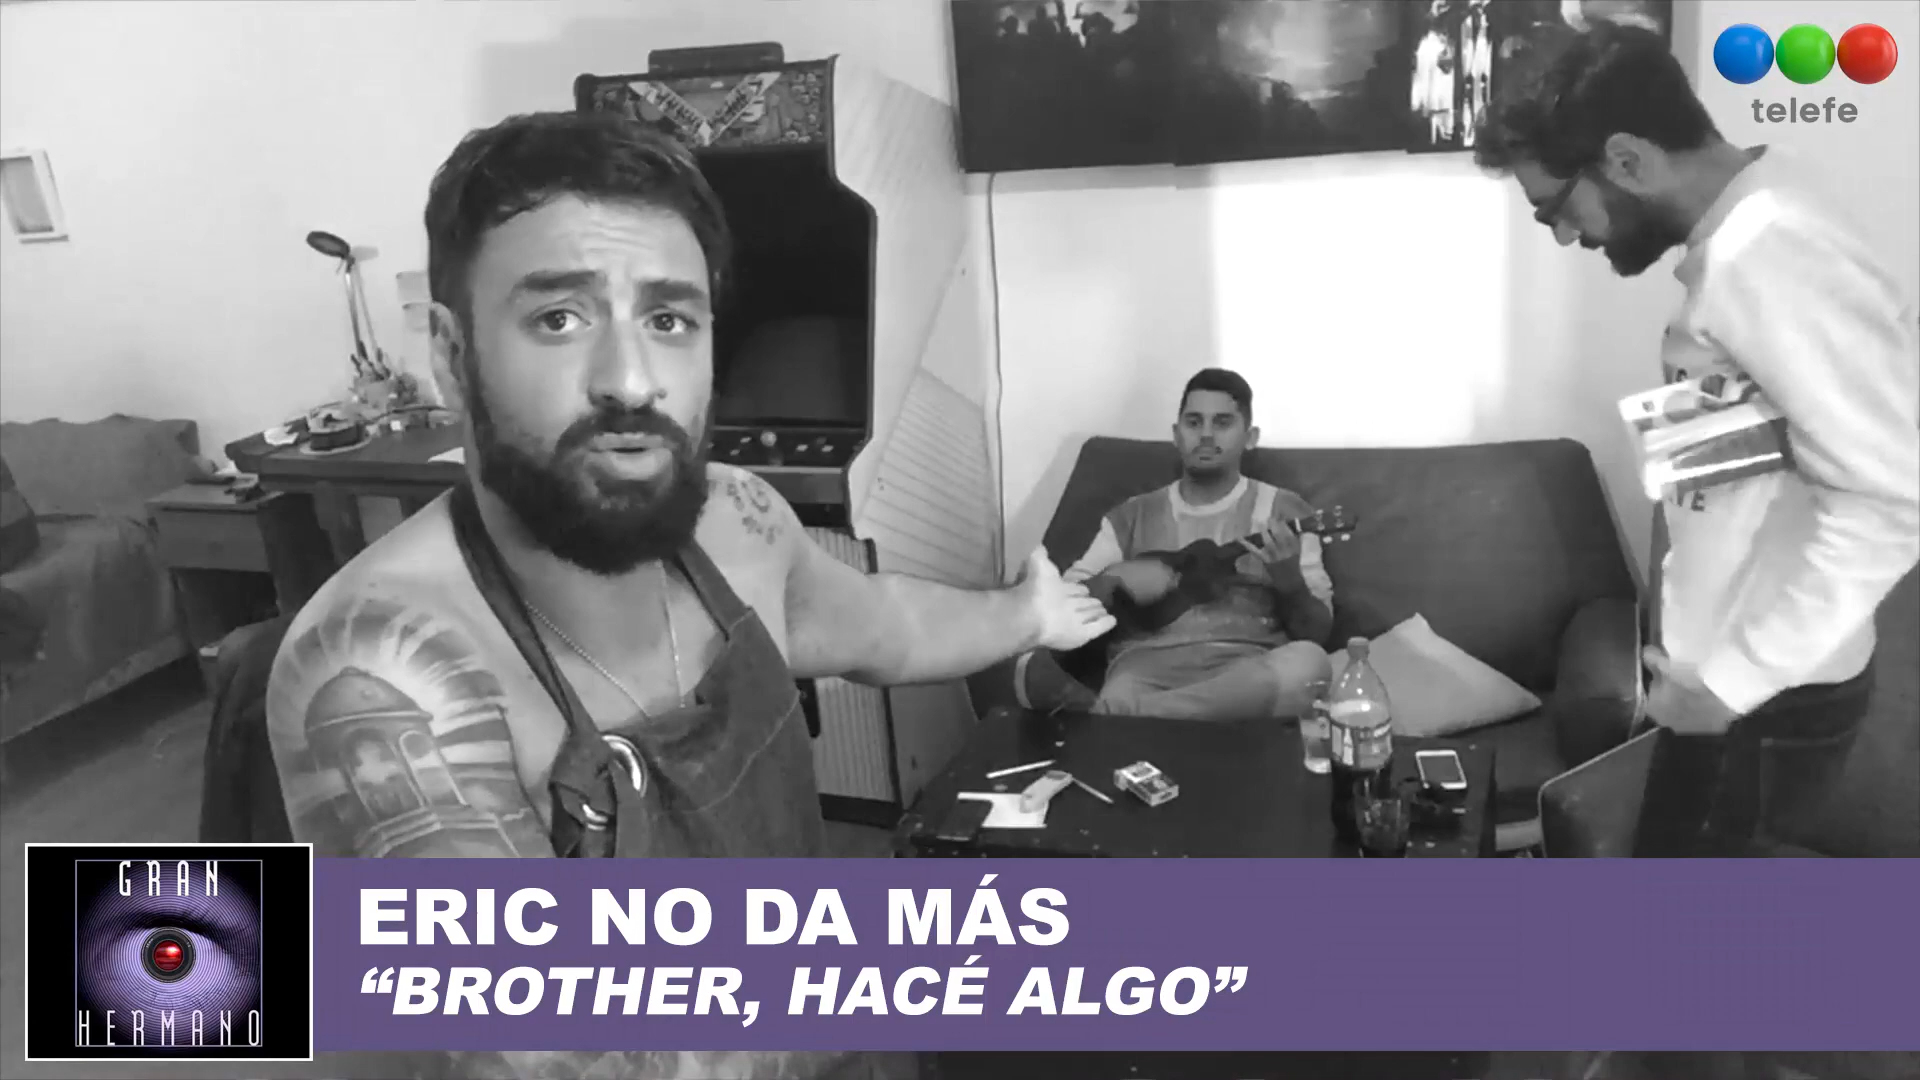 telefe
GRAN
HERMANO
ERIC NO DA MÁS
“BROTHER, HACÉ ALGO”